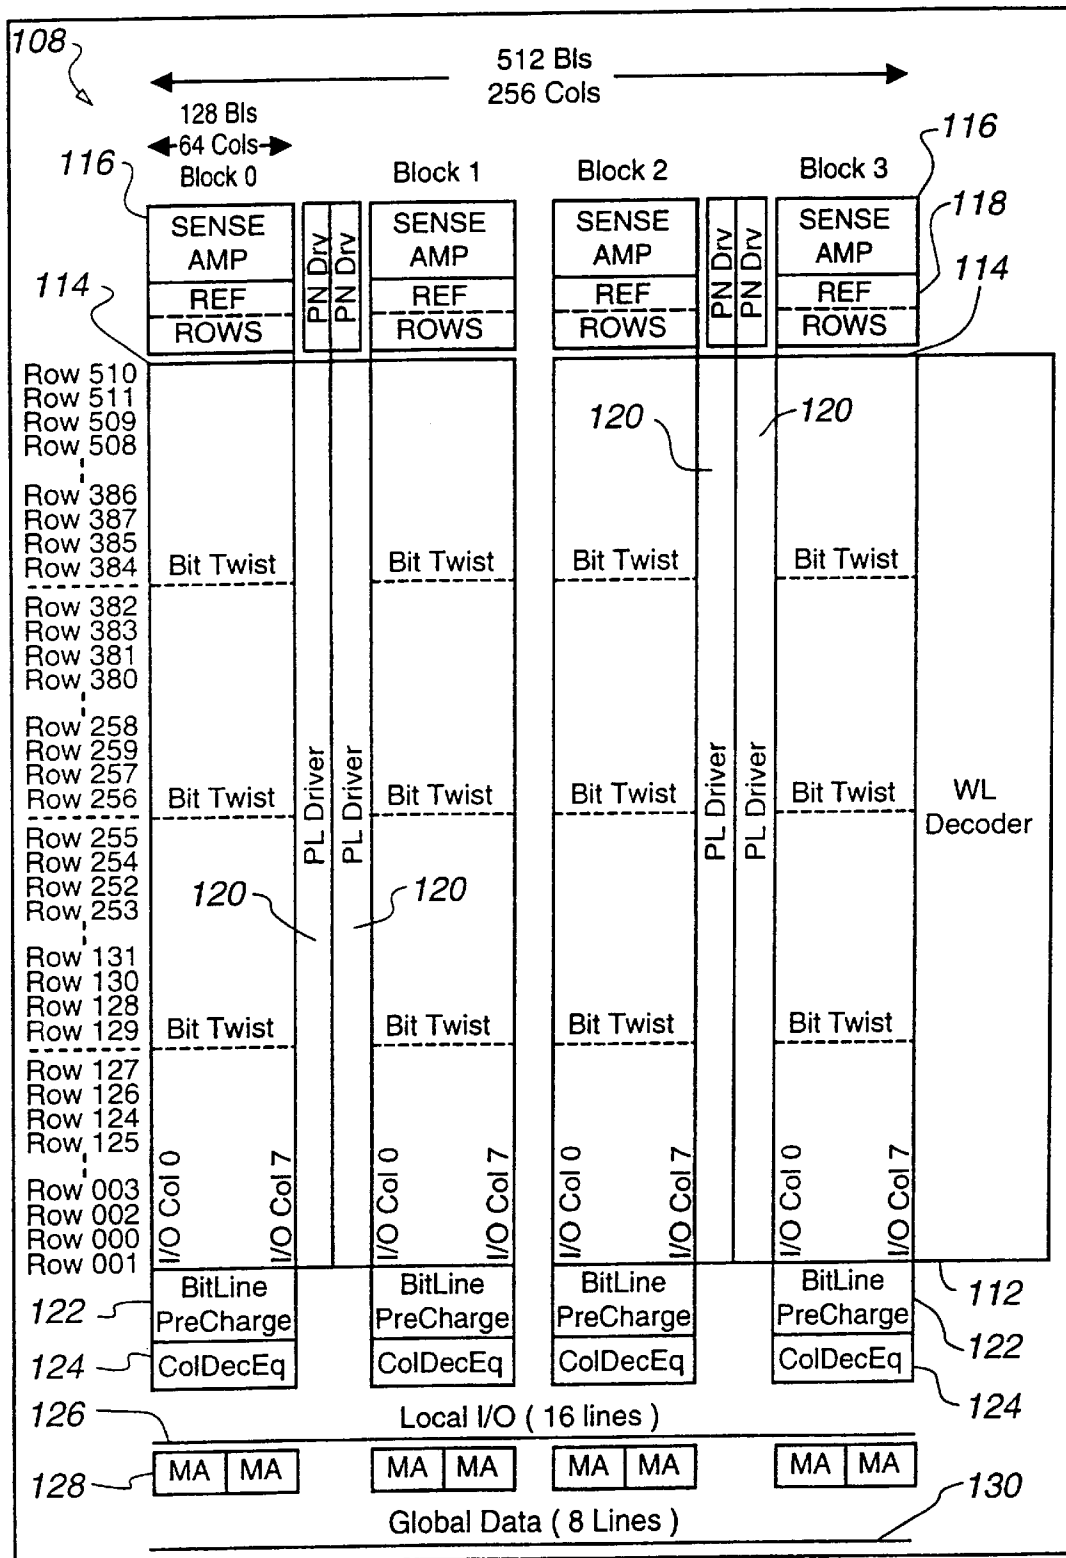 108
512 Bls
256 Cols
128 Bls
64 Cols
116
Block 0
Block 1
Block 2
Block 3
116
SENSE AMP
PN Drv
PN Drv
SENSE AMP
SENSE AMP
PN Drv
PN Drv
SENSE AMP
118
114
REF
REF
REF
REF
114
ROWS
ROWS
ROWS
ROWS
Row 510
Row 511
Row 509
Row 508
120
120
Row 386
Row 387
Row 385
Row 384
Bit Twist
Bit Twist
Bit Twist
Bit Twist
Row 382
Row 383
Row 381
Row 380
Row 258
Row 259
Row 257
Row 256
Bit Twist
PL Driver
PL Driver
Bit Twist
Bit Twist
PL Driver
PL Driver
Bit Twist
WL Decoder
Row 255
Row 254
Row 252
Row 253
120
120
Row 131
Row 130
Row 128
Row 129
Bit Twist
Bit Twist
Bit Twist
Bit Twist
Row 127
Row 126
Row 124
Row 125
Row 003
Row 002
Row 000
Row 001
I/O Col 0
I/O Col 7
I/O Col 0
I/O Col 7
I/O Col 0
I/O Col 7
I/O Col 0
I/O Col 7
112
122
BitLine PreCharge
BitLine PreCharge
BitLine PreCharge
BitLine PreCharge
122
124
ColDecEq
ColDecEq
ColDecEq
ColDecEq
124
126
Local I/O ( 16 lines )
128
MA MA
MA MA
MA MA
MA MA
130
Global Data ( 8 Lines )